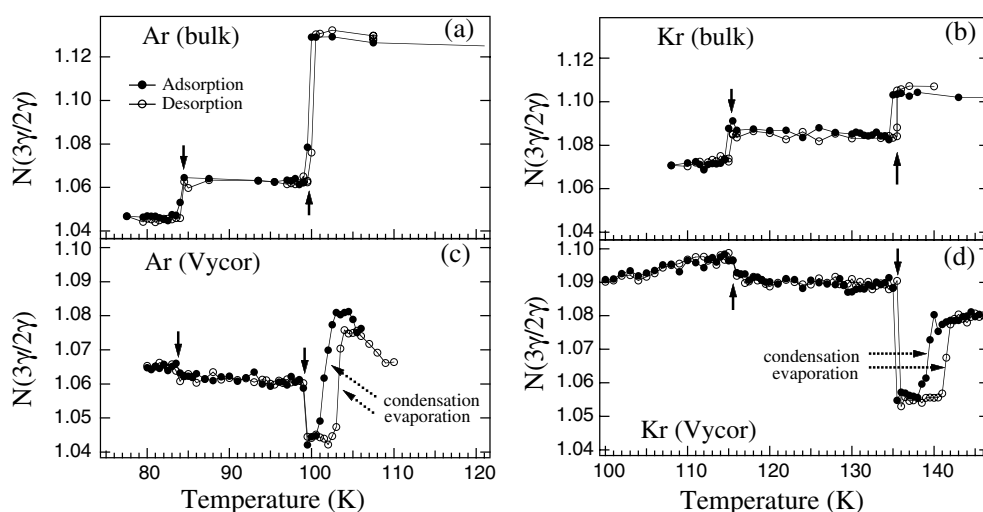 Ar (bulk)
(a)
Adsorption
Desorption
N(3γ/2γ)
1.12
1.10
1.08
1.06
1.04
Kr (bulk)
(b)
N(3γ/2γ)
1.12
1.10
1.08
1.06
1.04
Ar (Vycor)
(c)
condensation
evaporation
N(3γ/2γ)
1.10
1.08
1.07
1.06
1.05
1.04
80
90
100
110
120
Temperature (K)
(d)
condensation
evaporation
Kr (Vycor)
N(3γ/2γ)
1.10
1.09
1.08
1.07
1.06
1.05
1.04
100
110
120
130
140
Temperature (K)